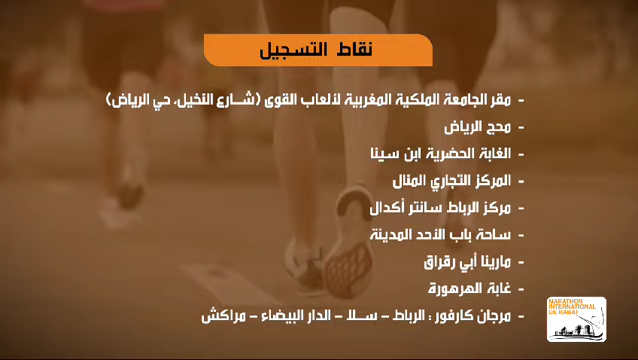 نقاط التسجيل
- مقر الجامعة الملكية المغربية لألعاب القوى (شارع النخيل، حي الرياض)
- محج الرياض
- الغابة الحضرية ابن سينا
- المركز التجاري المنال
- مركز الرباط سانتر أكدال
- ساحة باب الأحد المدينة
- مارينا أبي رقراق
- غابة الهرهورة
- مرجان كارفور : الرباط - سلا - الدار البيضاء - مراكش
MARATHON
INTERNATIONAL
DE RABAT